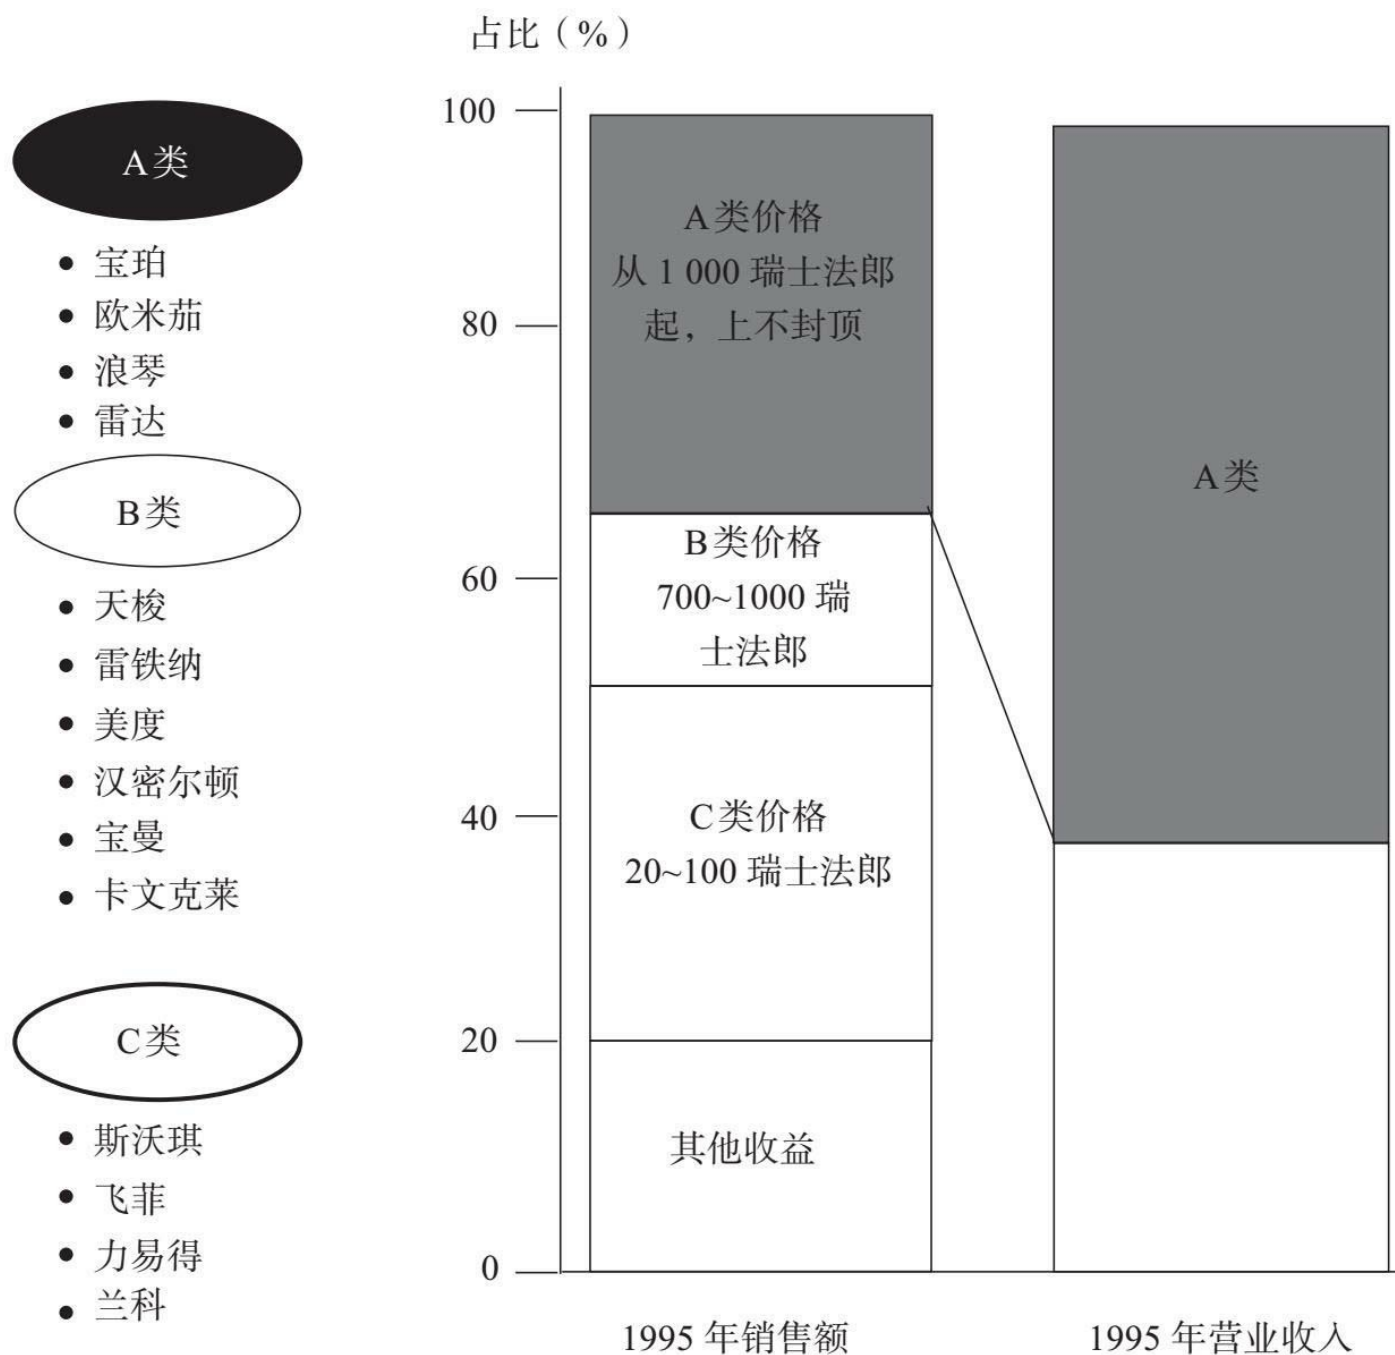 占比（%）
A类
• 宝珀
• 欧米茄
• 浪琴
• 雷达
B类
• 天梭
• 雷铁纳
• 美度
• 汉密尔顿
• 宝曼
• 卡文克莱
C类
• 斯沃琪
• 飞菲
• 力易得
• 兰科
100
80
60
40
20
0
A类价格
从 1 000 瑞士法郎
起，上不封顶
B类价格
700~1000 瑞
士法郎
C类价格
20~100 瑞士法郎
其他收益
A类
1995 年销售额
1995 年营业收入